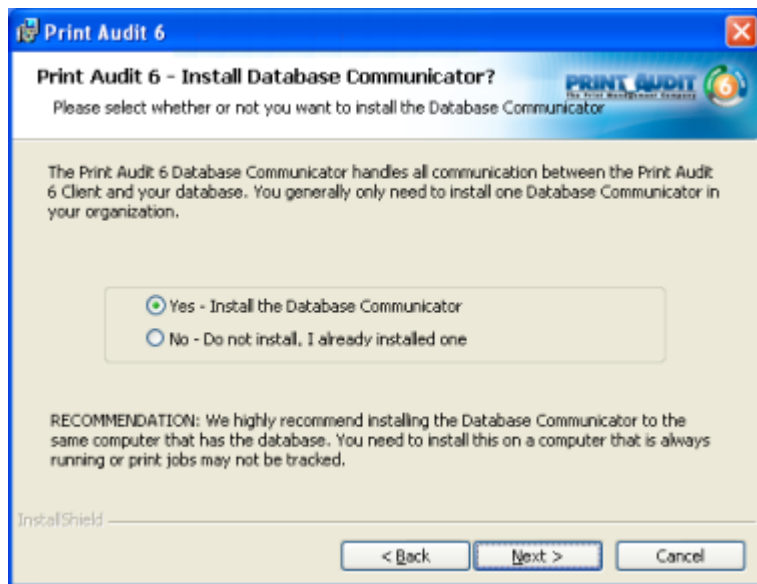 Print Audit 6
Print Audit 6 - Install Database Communicator?
Please select whether or not you want to install the Database Communicator
PRINT AUDIT 6
The Print Management Company
The Print Audit 6 Database Communicator handles all communication between the Print Audit
6 Client and your database. You generally only need to install one Database Communicator in
your organization.
Yes - Install the Database Communicator
No - Do not install, I already installed one
RECOMMENDATION: We highly recommend installing the Database Communicator to the
same computer that has the database. You need to install this on a computer that is always
running or print jobs may not be tracked.
InstallShield
< Back
Next >
Cancel